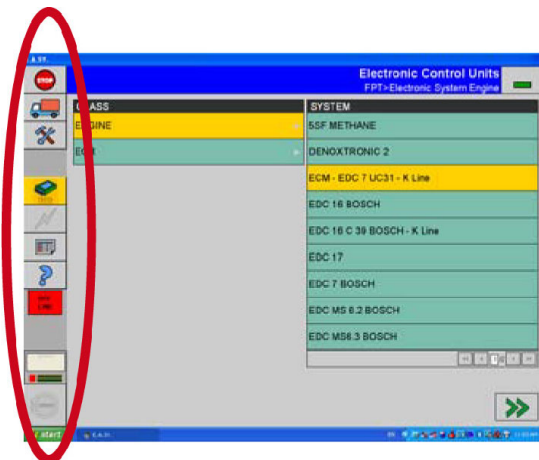 E.A.SY.
STOP
Electronic Control Units
FPT>Electronic System Engine
CLASS
ENGINE
SYSTEM
5SF METHANE
DENOXTRONIC 2
ECM - EDC 7 UC31 - K Line
EDC 16 BOSCH
EDC 16 C 39 BOSCH - K Line
EDC 17
EDC 7 BOSCH
EDC MS 6.2 BOSCH
EDC MS6.3 BOSCH
start
E.A.SY.